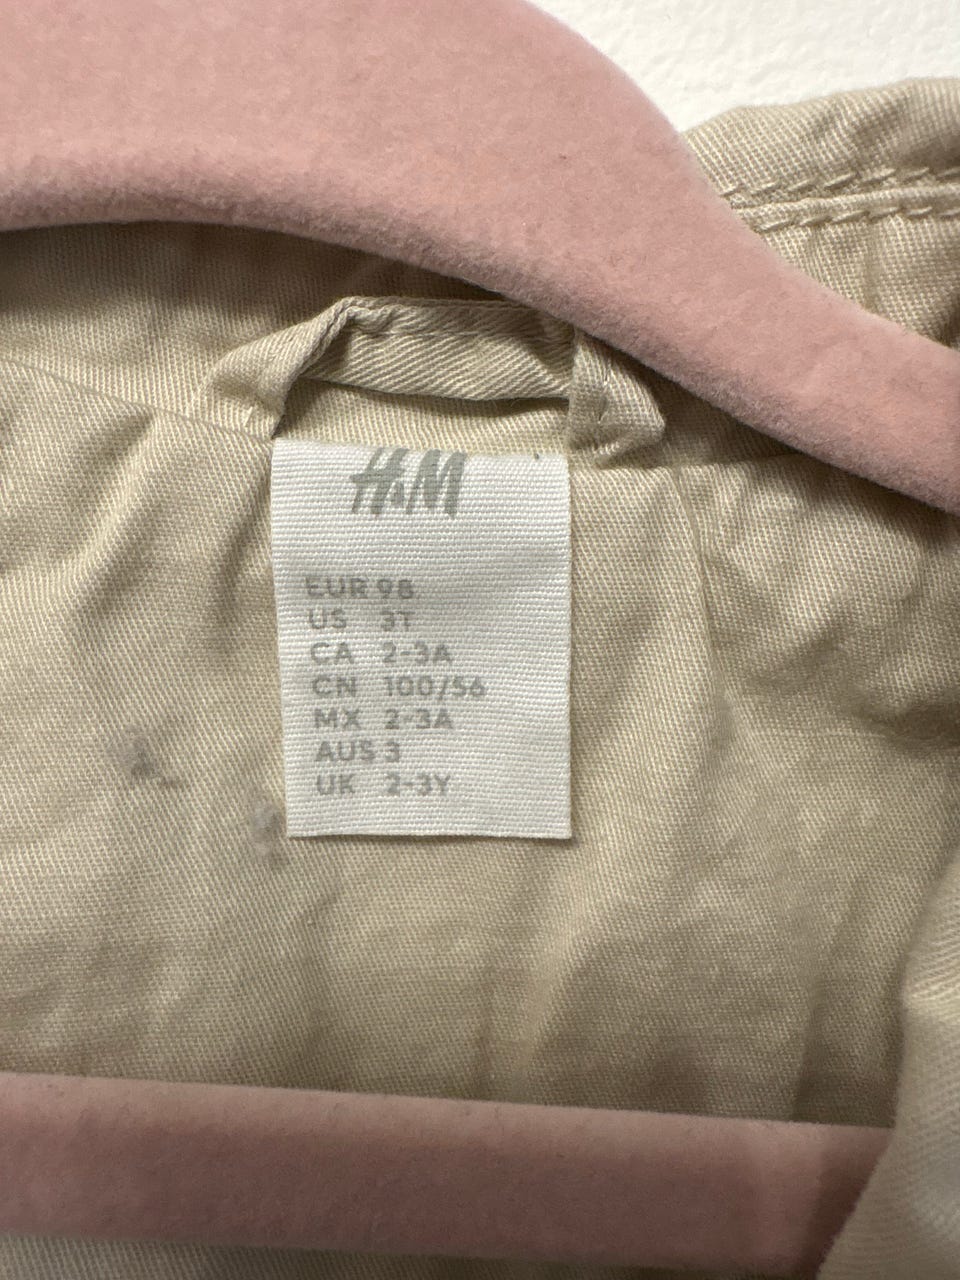 H&M
EUR 98
US 3T
CA 2-3A
CN 100/56
MX 2-3A
AUS 3
UK 2-3Y